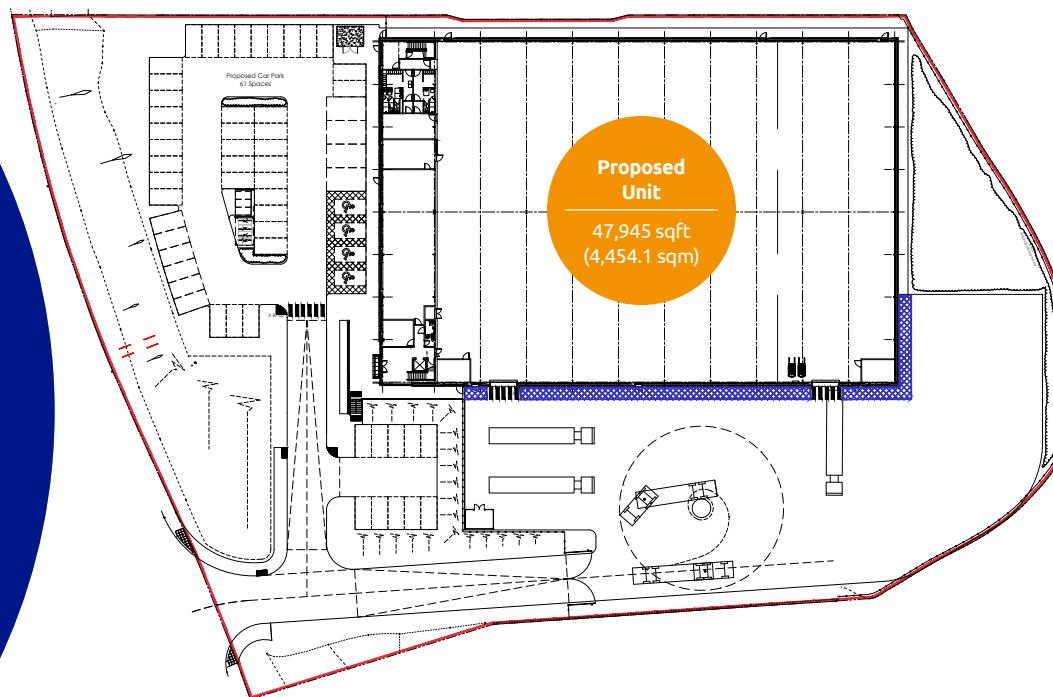 Proposed Car Park
61 Spaces
Proposed
Unit
47,945 sqft
(4,454.1 sqm)